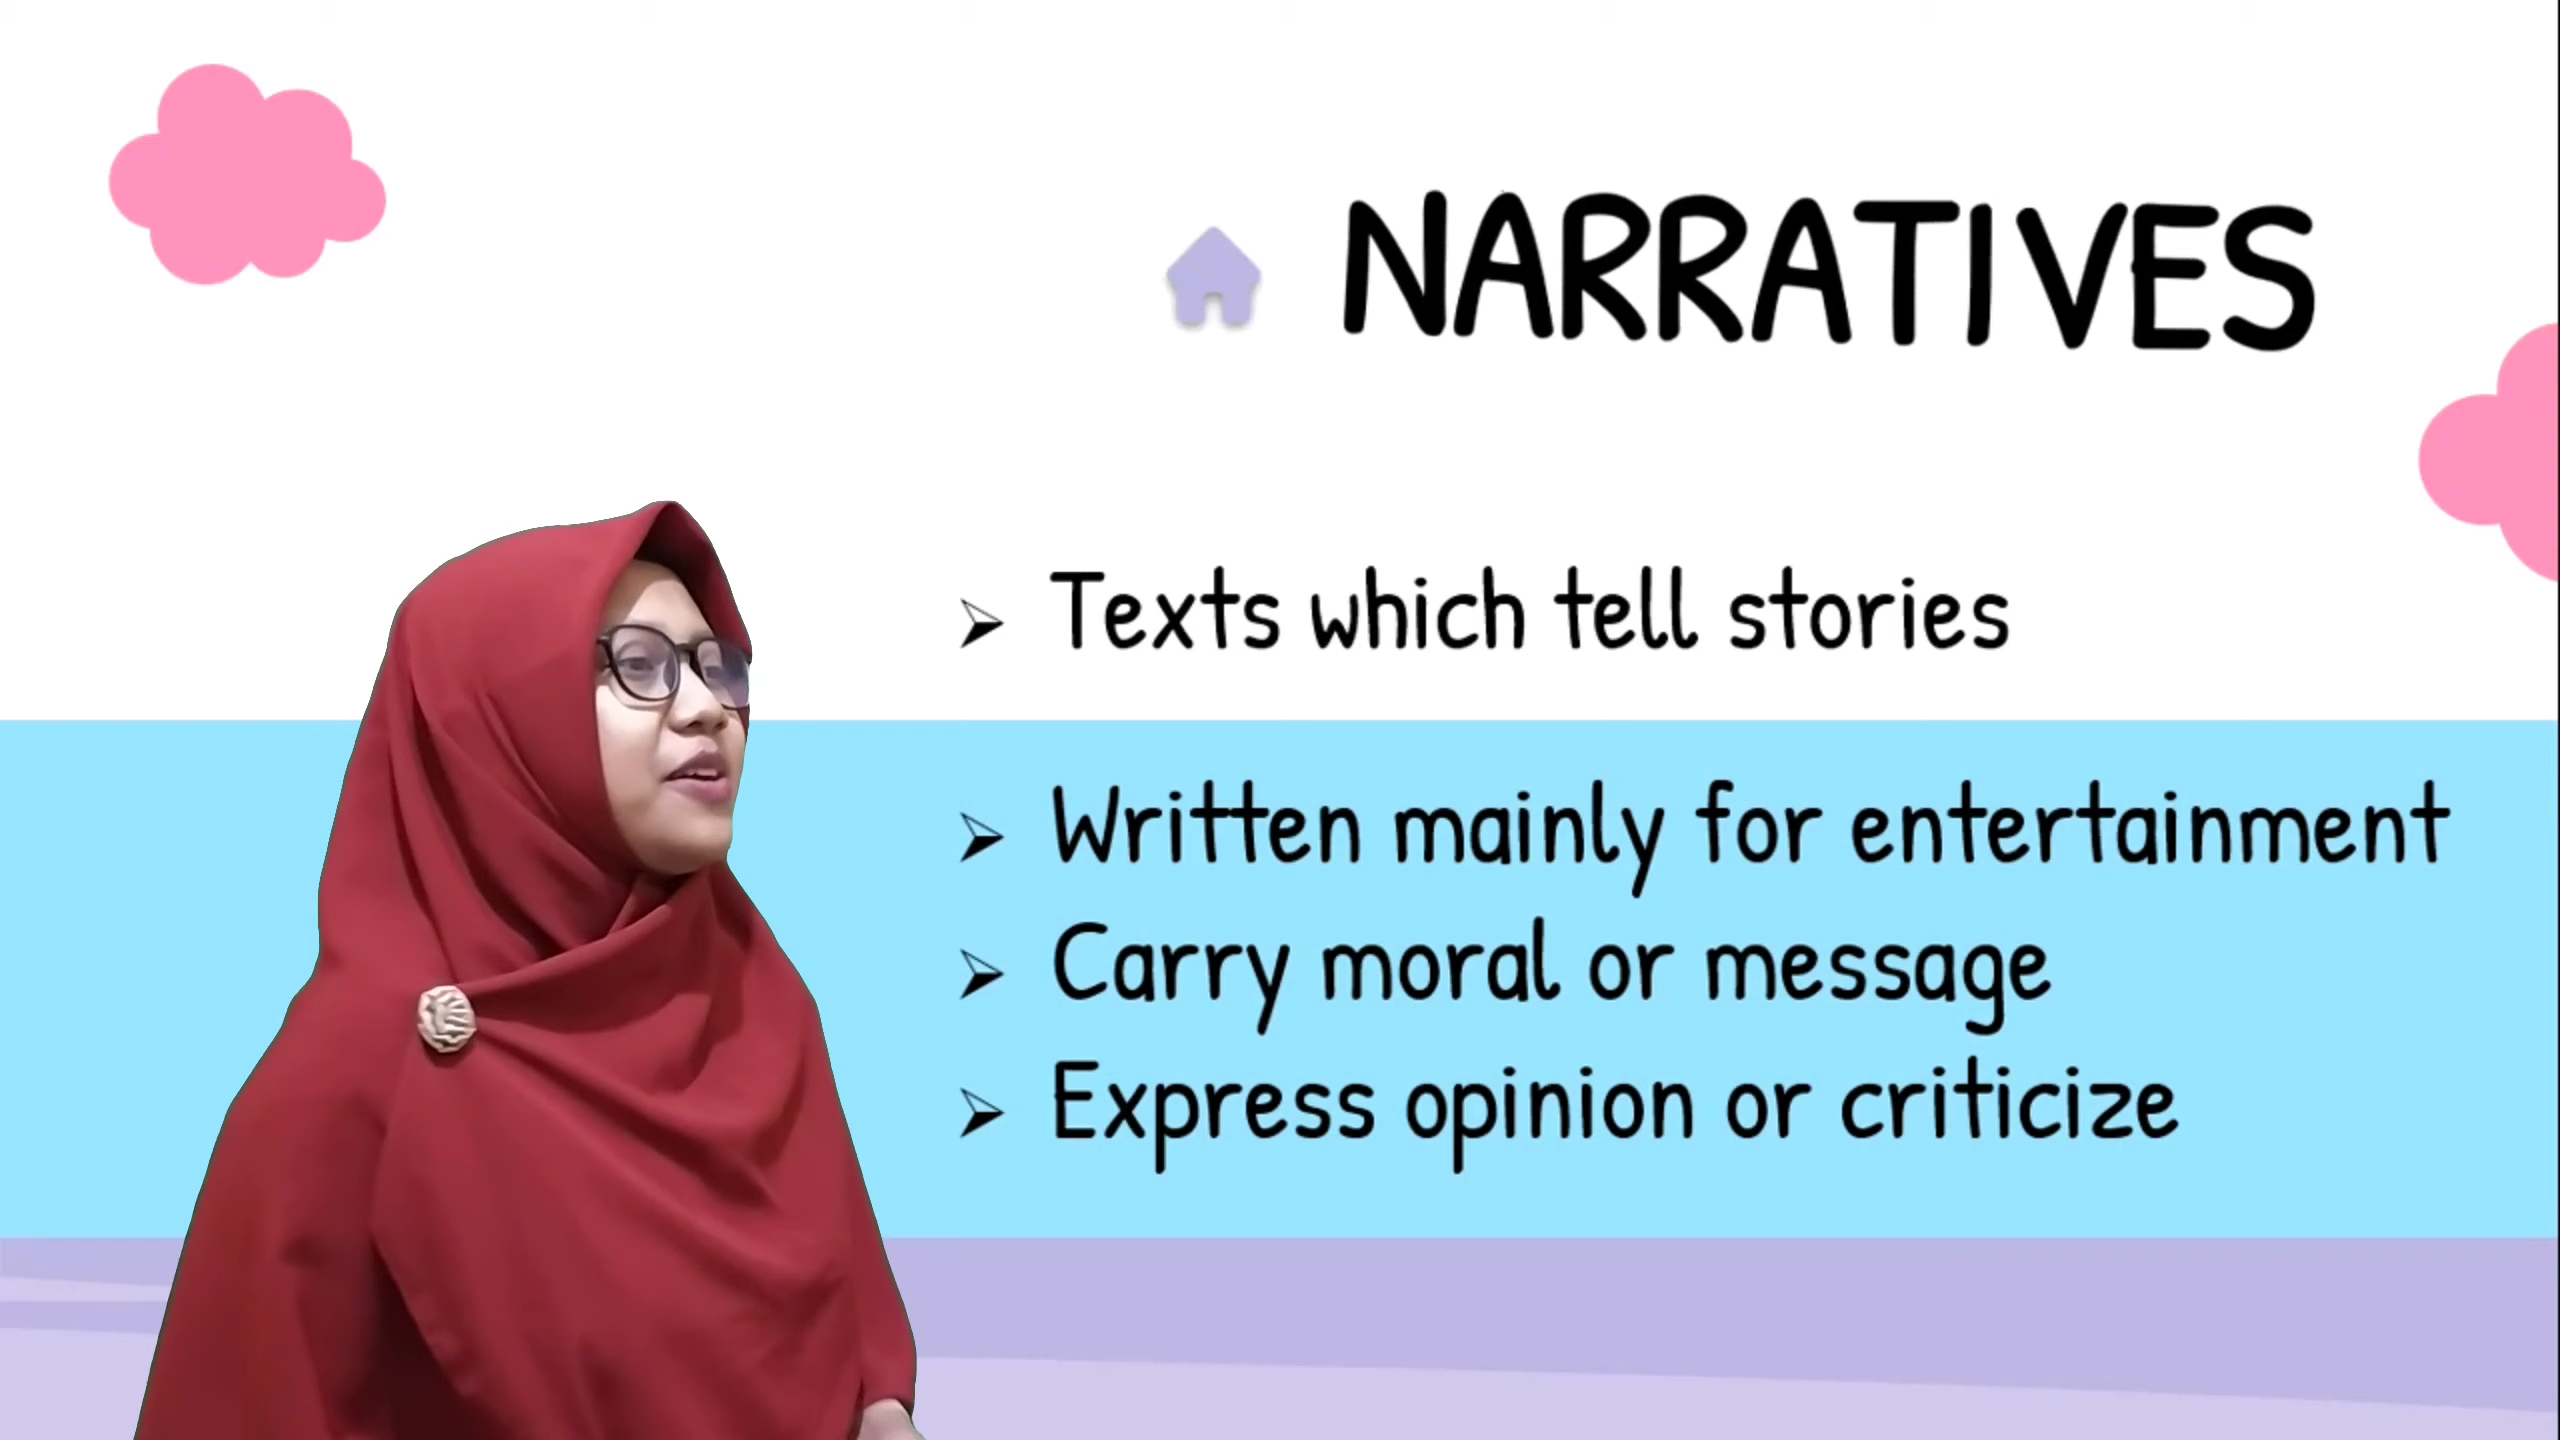 NARRATIVES
Texts which tell stories
Written mainly for entertainment
Carry moral or message
Express opinion or criticize